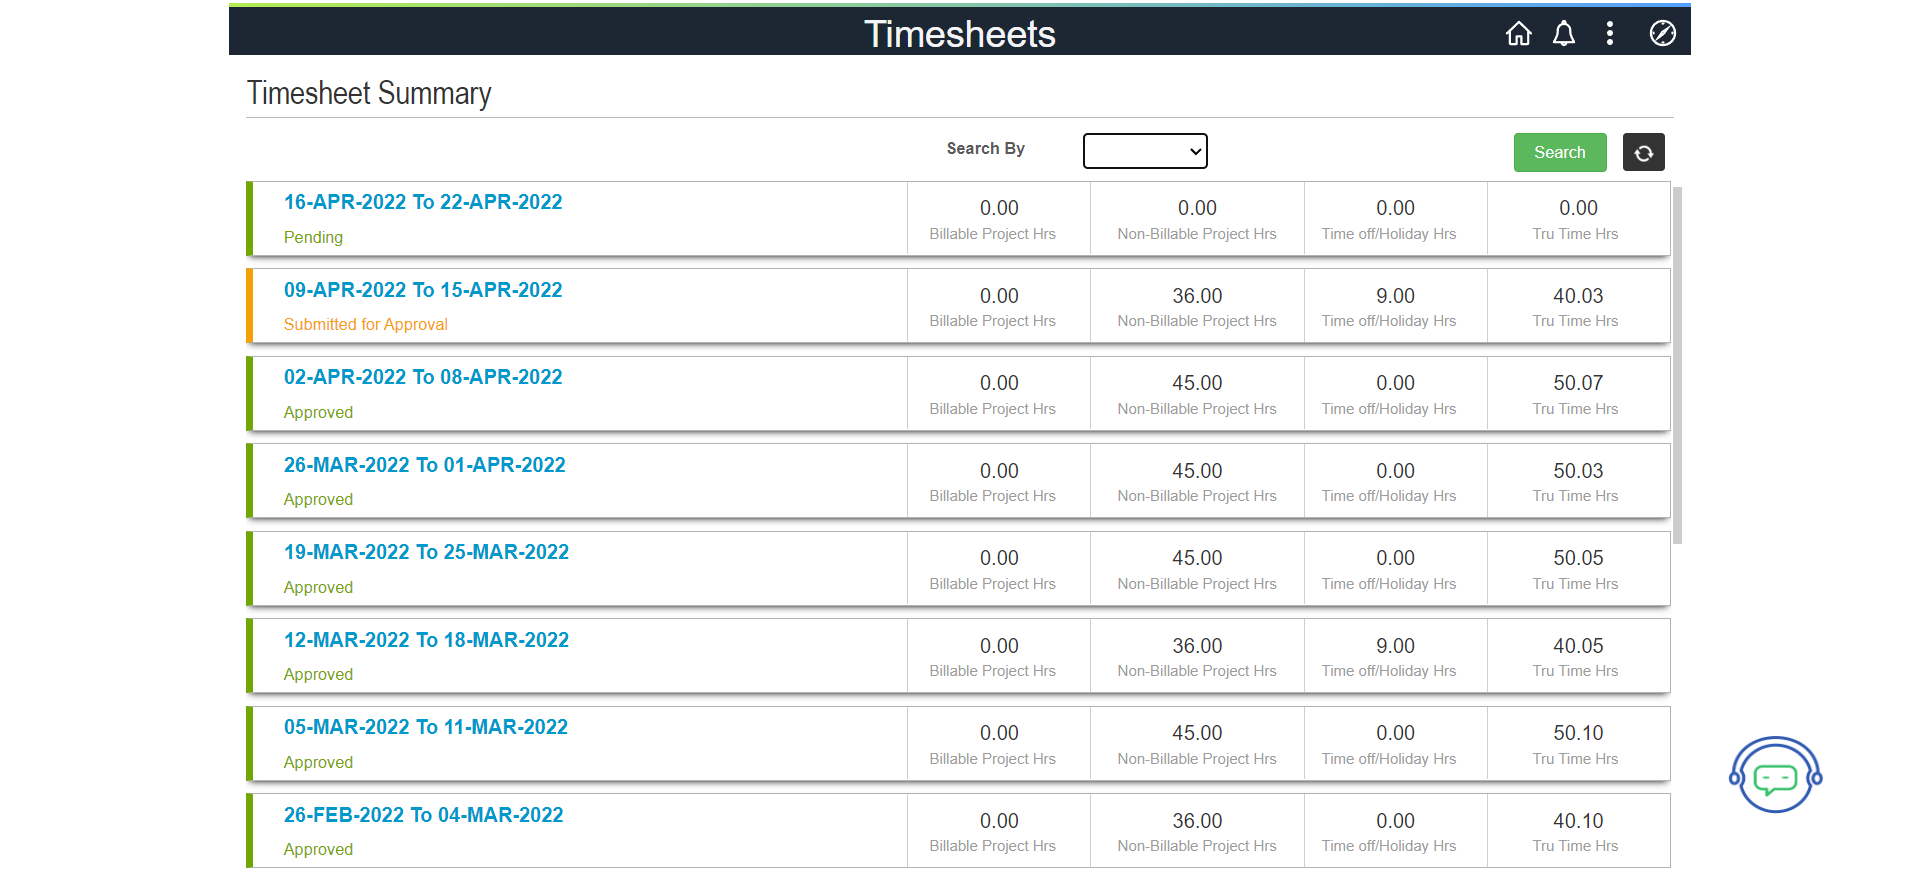 Timesheets
Timesheet Summary
Search By
Search
16-APR-2022 To 22-APR-2022
Pending
0.00 0.00 0.00 0.00
Billable Project Hrs Non-Billable Project Hrs Time off/Holiday Hrs Tru Time Hrs
09-APR-2022 To 15-APR-2022
Submitted for Approval
0.00 36.00 9.00 40.03
Billable Project Hrs Non-Billable Project Hrs Time off/Holiday Hrs Tru Time Hrs
02-APR-2022 To 08-APR-2022
Approved
0.00 45.00 0.00 50.07
Billable Project Hrs Non-Billable Project Hrs Time off/Holiday Hrs Tru Time Hrs
26-MAR-2022 To 01-APR-2022
Approved
0.00 45.00 0.00 50.03
Billable Project Hrs Non-Billable Project Hrs Time off/Holiday Hrs Tru Time Hrs
19-MAR-2022 To 25-MAR-2022
Approved
0.00 45.00 0.00 50.05
Billable Project Hrs Non-Billable Project Hrs Time off/Holiday Hrs Tru Time Hrs
12-MAR-2022 To 18-MAR-2022
Approved
0.00 36.00 9.00 40.05
Billable Project Hrs Non-Billable Project Hrs Time off/Holiday Hrs Tru Time Hrs
05-MAR-2022 To 11-MAR-2022
Approved
0.00 45.00 0.00 50.10
Billable Project Hrs Non-Billable Project Hrs Time off/Holiday Hrs Tru Time Hrs
26-FEB-2022 To 04-MAR-2022
Approved
0.00 36.00 0.00 40.10
Billable Project Hrs Non-Billable Project Hrs Time off/Holiday Hrs Tru Time Hrs